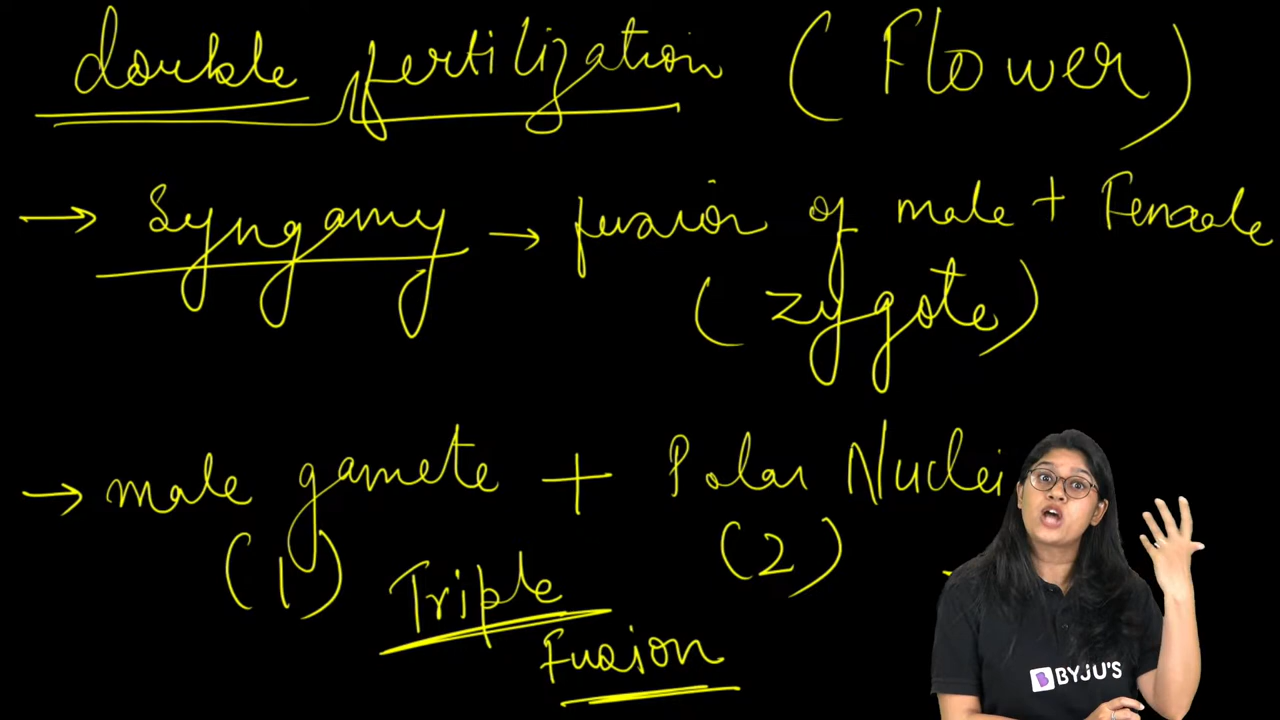 double fertilization (Flower)
→ Syngamy → fusion of male + Female
(zygote)
→ male gamete + Polar Nuclei
(1) (2)
Triple
Fusion
BYJU'S